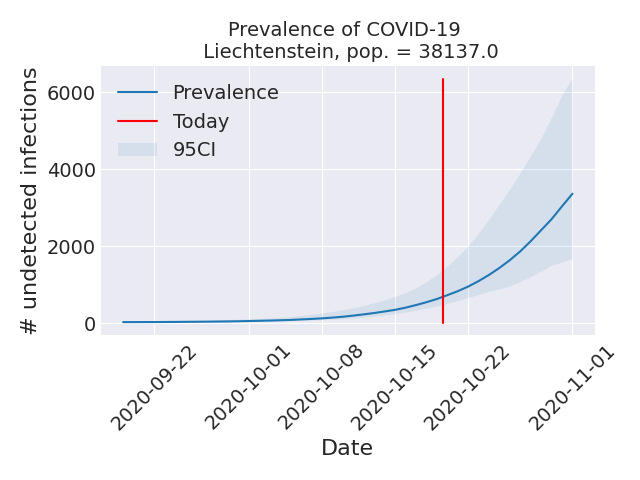 Prevalence of COVID-19
Liechtenstein, pop. = 38137.0
# undetected infections
6000
4000
2000
0
Prevalence
Today
95CI
2020-09-22
2020-10-01
2020-10-08
2020-10-15
2020-10-22
2020-11-01
Date